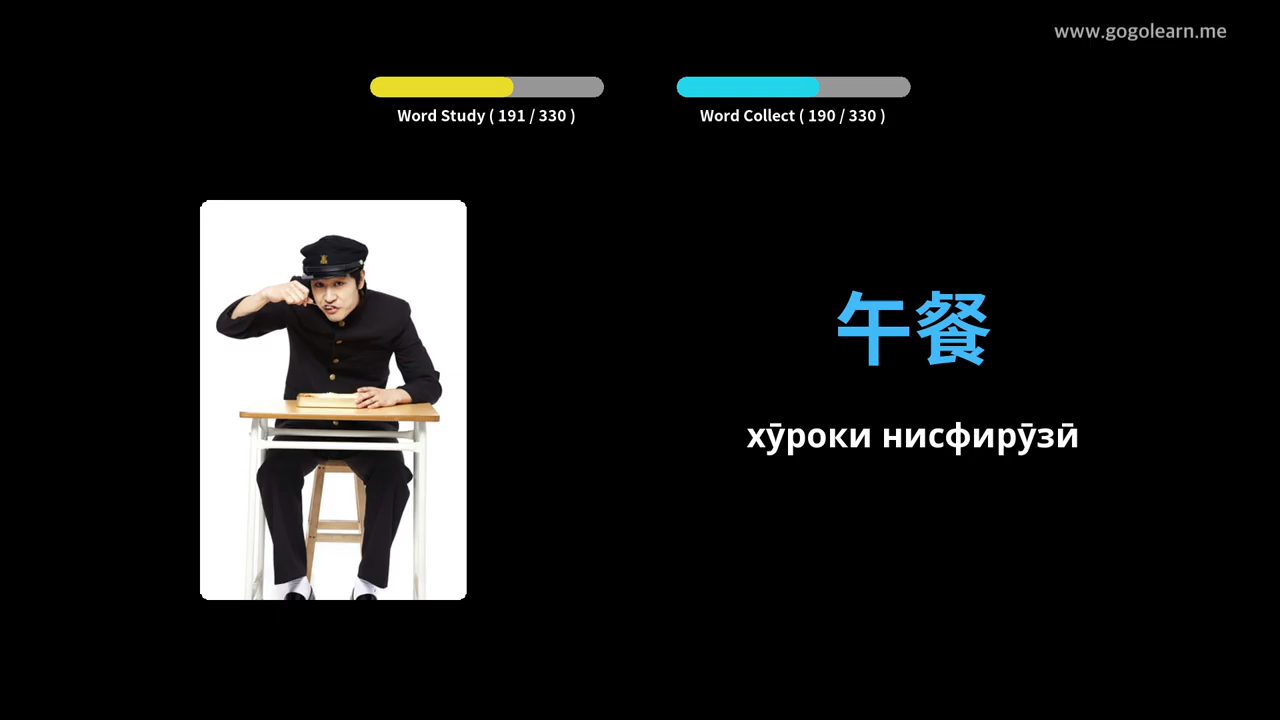 www.gogolearn.me
Word Study ( 191 / 330 )
Word Collect ( 190 / 330 )
午餐
хӯроки нисфирӯзӣ